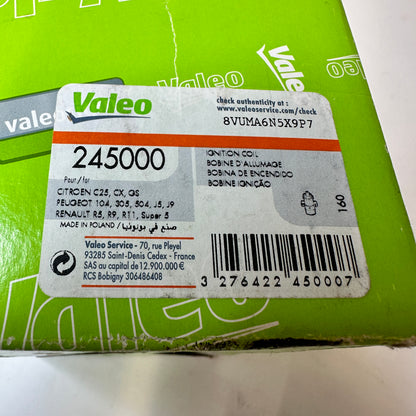 valeo
Valeo
check authenticity at :
www.valeoservice.com/check
8VUMA6N5X9P7
245000
IGNITION COIL
BOBINE D'ALLUMAGE
BOBINA DE ENCENDIDO
BOBINE IGNIÇÃO
Pour / for
CITROEN C25, CX, GS
PEUGEOT 104, 305, 504, J5, J9
RENAULT R5, R9, R11, Super 5
MADE IN POLAND / صنع في بولونيا
160
Valeo Service - 70, rue Pleyel
93285 Saint-Denis Cedex - France
SAS au capital de 12.900.000 €
RCS Bobigny 306486408
3 276422 450007
Valeo